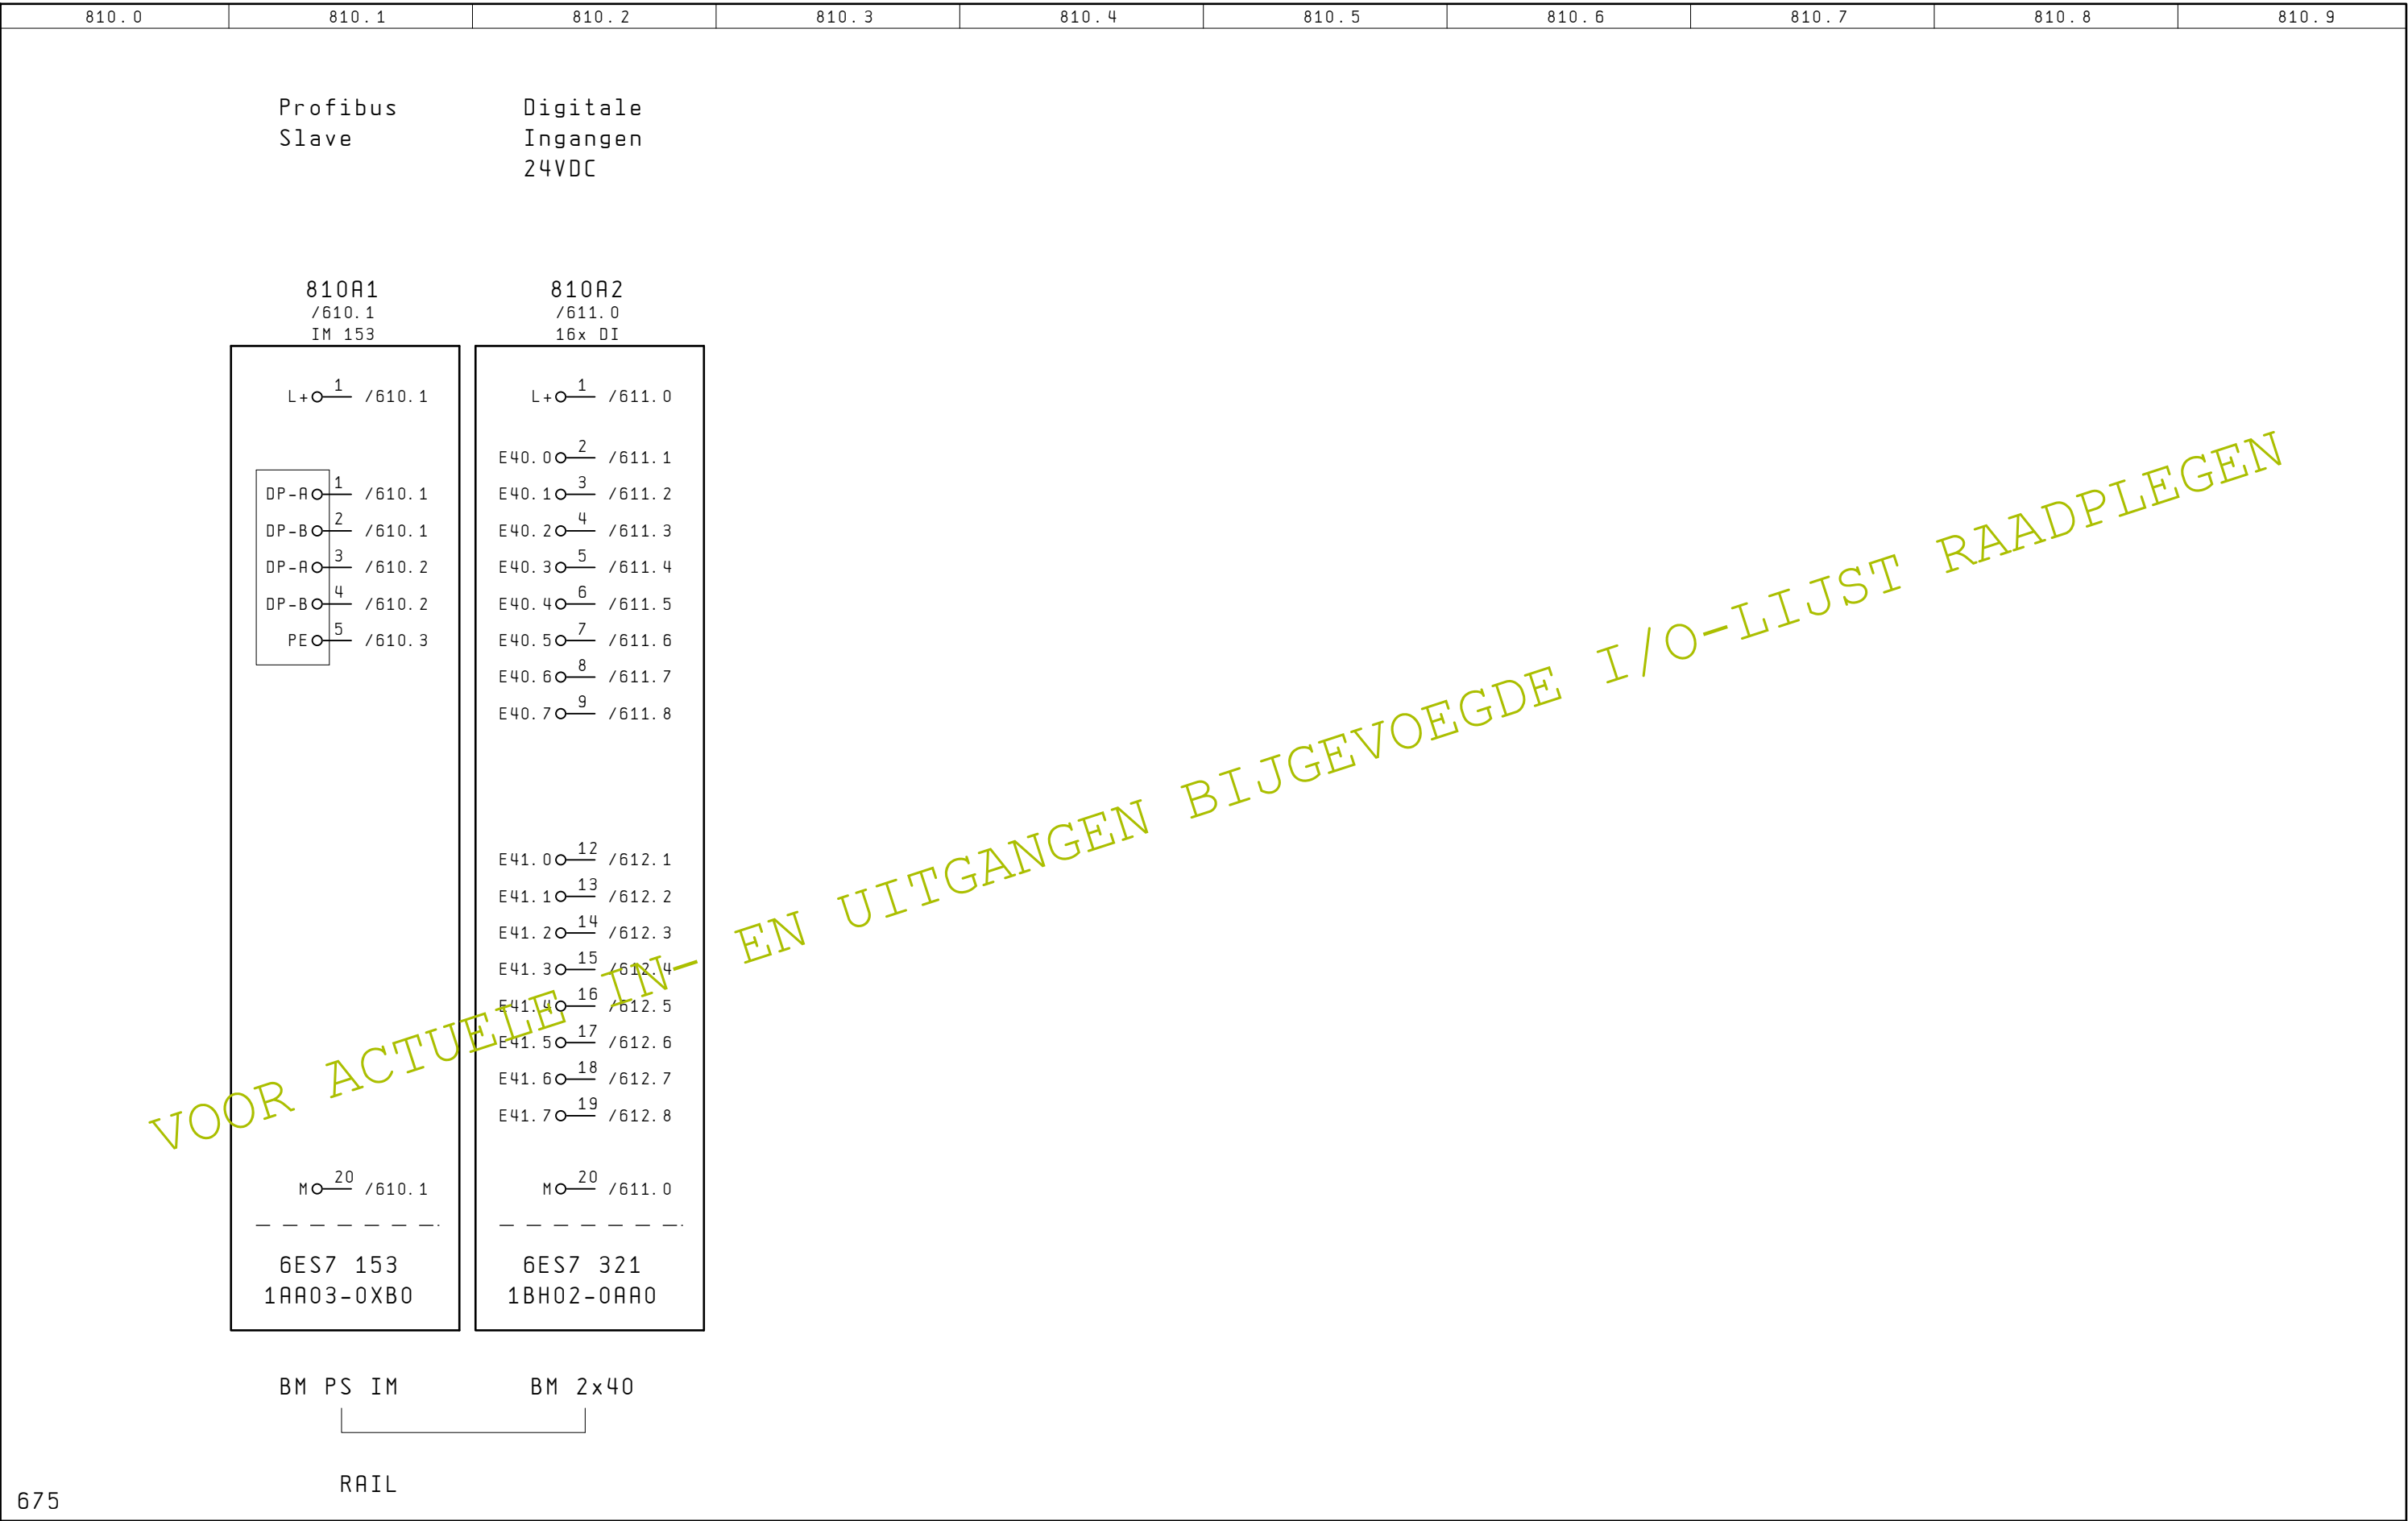 810.0 810.1 810.2 810.3 810.4 810.5 810.6 810.7 810.8 810.9
Profibus
Slave
Digitale
Ingangen
24VDC
810A1
/610.1
IM 153
L+ 1 /610.1
DP-A 1 /610.1
DP-B 2 /610.1
DP-A 3 /610.2
DP-B 4 /610.2
PE 5 /610.3
M 20 /610.1
6ES7 153
1AA03-0XB0
BM PS IM
810A2
/611.0
16x DI
L+ 1 /611.0
E40.0 2 /611.1
E40.1 3 /611.2
E40.2 4 /611.3
E40.3 5 /611.4
E40.4 6 /611.5
E40.5 7 /611.6
E40.6 8 /611.7
E40.7 9 /611.8
E41.0 12 /612.1
E41.1 13 /612.2
E41.2 14 /612.3
E41.3 15 /612.4
E41.4 16 /612.5
E41.5 17 /612.6
E41.6 18 /612.7
E41.7 19 /612.8
M 20 /611.0
6ES7 321
1BH02-0AA0
BM 2x40
RAIL
675
VOOR ACTUELE IN- EN UITGANGEN BIJGEVOEGDE I/O-LIJST RAADPLEGEN